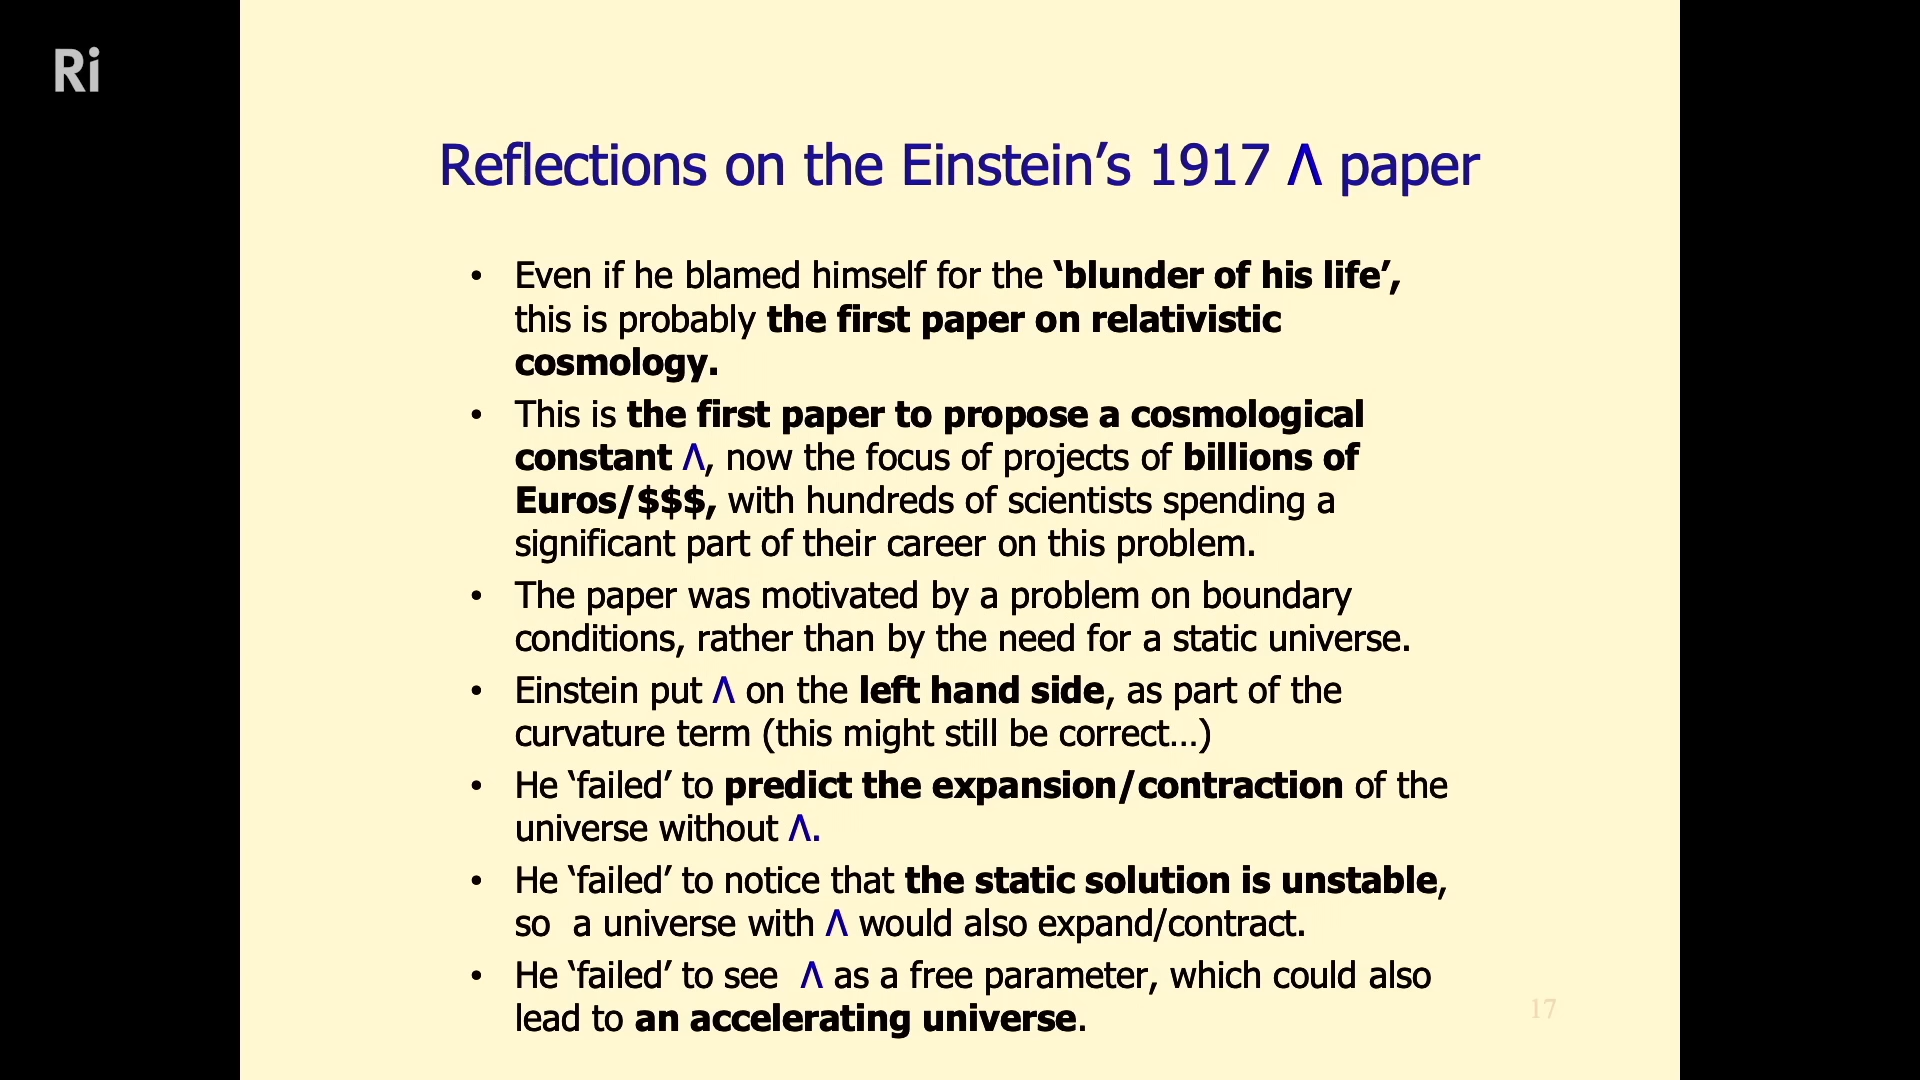 Ri
Reflections on the Einstein’s 1917 Λ paper
• Even if he blamed himself for the ‘blunder of his life’,
this is probably the first paper on relativistic
cosmology.
• This is the first paper to propose a cosmological
constant Λ, now the focus of projects of billions of
Euros/$$$, with hundreds of scientists spending a
significant part of their career on this problem.
• The paper was motivated by a problem on boundary
conditions, rather than by the need for a static universe.
• Einstein put Λ on the left hand side, as part of the
curvature term (this might still be correct...)
• He ‘failed’ to predict the expansion/contraction of the
universe without Λ.
• He ‘failed’ to notice that the static solution is unstable,
so  a universe with Λ would also expand/contract.
• He ‘failed’ to see  Λ as a free parameter, which could also
lead to an accelerating universe.
17